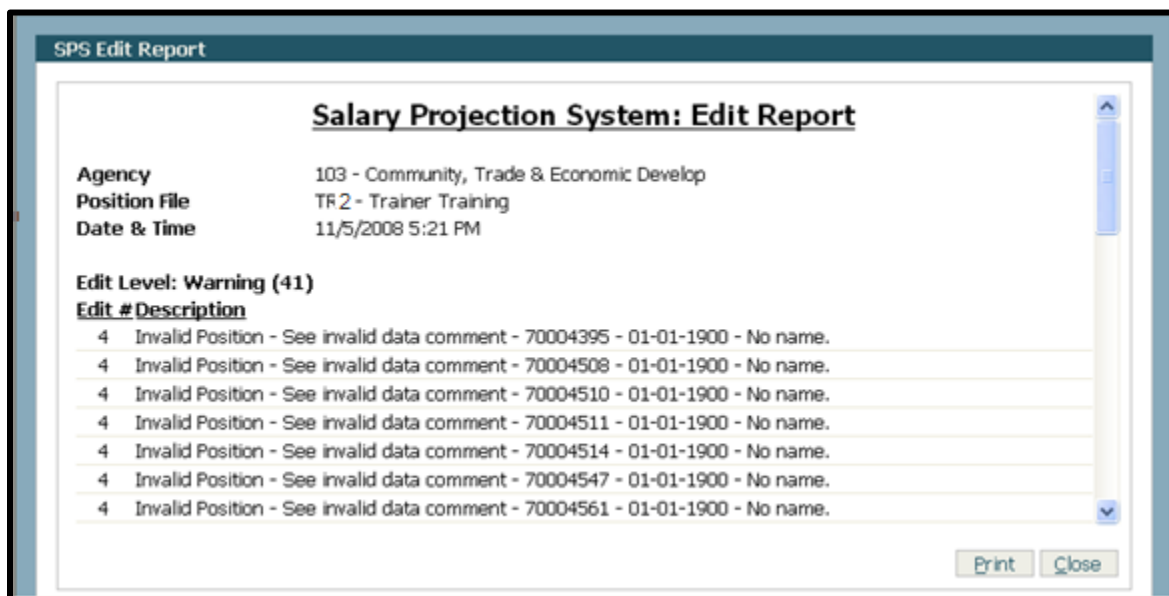 SPS Edit Report
Salary Projection System: Edit Report
Agency 103 - Community, Trade & Economic Develop
Position File TR2 - Trainer Training
Date & Time 11/5/2008 5:21 PM
Edit Level: Warning (41)
Edit # Description
4 Invalid Position - See invalid data comment - 70004395 - 01-01-1900 - No name.
4 Invalid Position - See invalid data comment - 70004508 - 01-01-1900 - No name.
4 Invalid Position - See invalid data comment - 70004510 - 01-01-1900 - No name.
4 Invalid Position - See invalid data comment - 70004511 - 01-01-1900 - No name.
4 Invalid Position - See invalid data comment - 70004514 - 01-01-1900 - No name.
4 Invalid Position - See invalid data comment - 70004547 - 01-01-1900 - No name.
4 Invalid Position - See invalid data comment - 70004561 - 01-01-1900 - No name.
Print Close